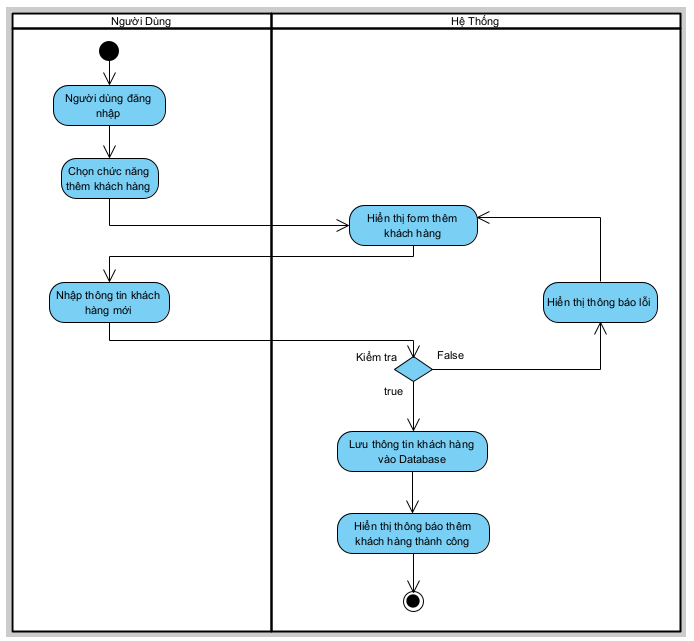 Người Dùng
Hệ Thống
Người dùng đăng
nhập
Chọn chức năng
thêm khách hàng
Hiển thị form thêm
khách hàng
Nhập thông tin khách
hàng mới
Hiển thị thông báo lỗi
Kiểm tra
False
true
Lưu thông tin khách hàng
vào Database
Hiển thị thông báo thêm
khách hàng thành công